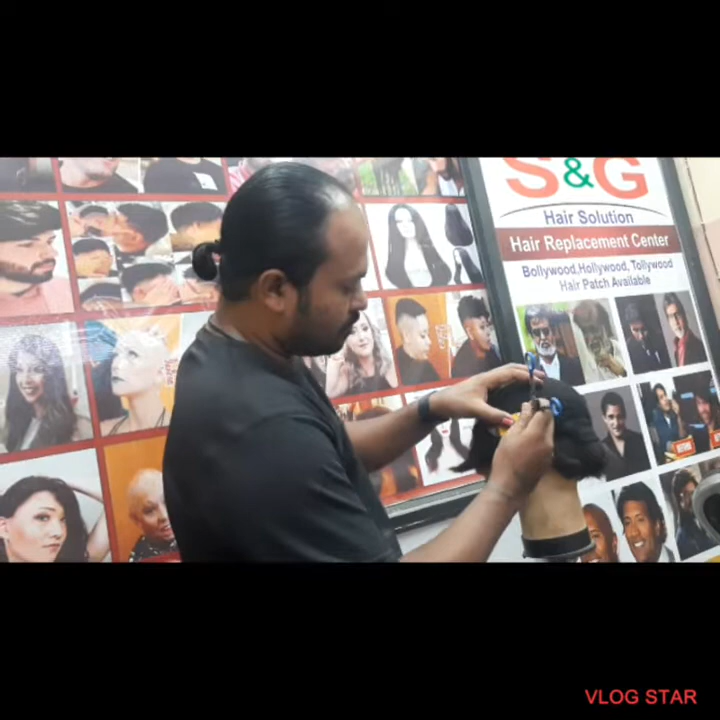 S&G
Hair Solution
Hair Replacement Center
Bollywood,Hollywood, Tollywood
Hair Patch Available
VLOG STAR